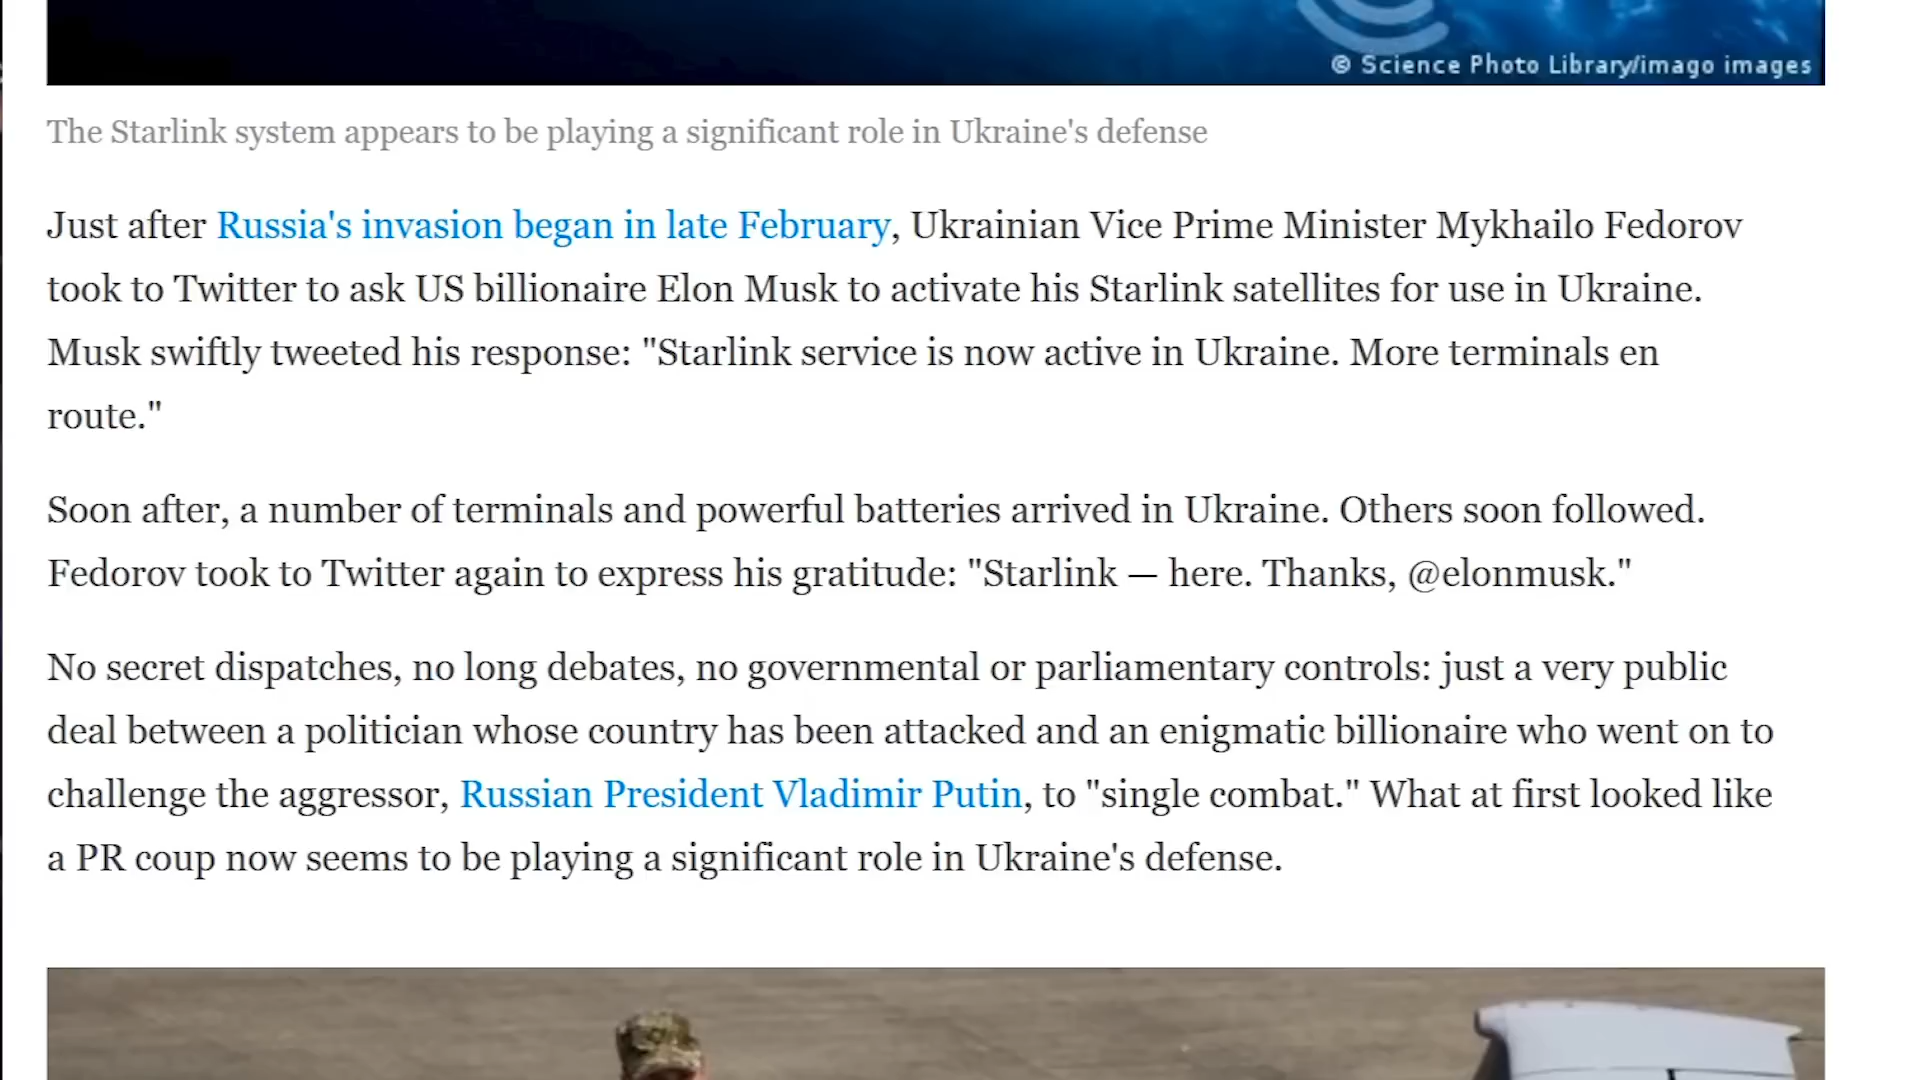 © Science Photo Library/imago images
The Starlink system appears to be playing a significant role in Ukraine's defense
Just after Russia's invasion began in late February, Ukrainian Vice Prime Minister Mykhailo Fedorov
took to Twitter to ask US billionaire Elon Musk to activate his Starlink satellites for use in Ukraine.
Musk swiftly tweeted his response: "Starlink service is now active in Ukraine. More terminals en
route."
Soon after, a number of terminals and powerful batteries arrived in Ukraine. Others soon followed.
Fedorov took to Twitter again to express his gratitude: "Starlink — here. Thanks, @elonmusk."
No secret dispatches, no long debates, no governmental or parliamentary controls: just a very public
deal between a politician whose country has been attacked and an enigmatic billionaire who went on to
challenge the aggressor, Russian President Vladimir Putin, to "single combat." What at first looked like
a PR coup now seems to be playing a significant role in Ukraine's defense.